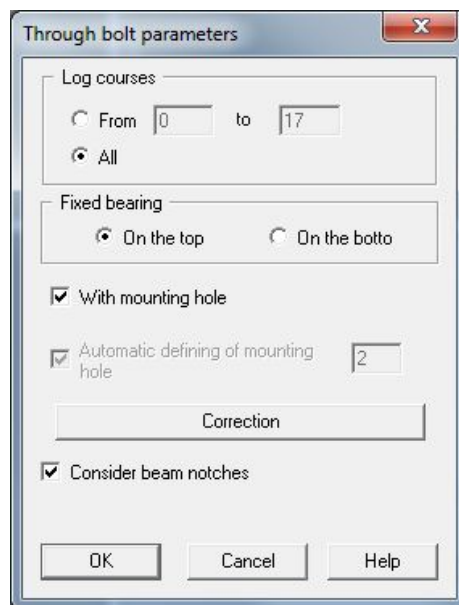 Through bolt parameters
Log courses
From 0 to 17
All
Fixed bearing
On the top On the botto
With mounting hole
Automatic defining of mounting 2
hole
Correction
Consider beam notches
OK Cancel Help